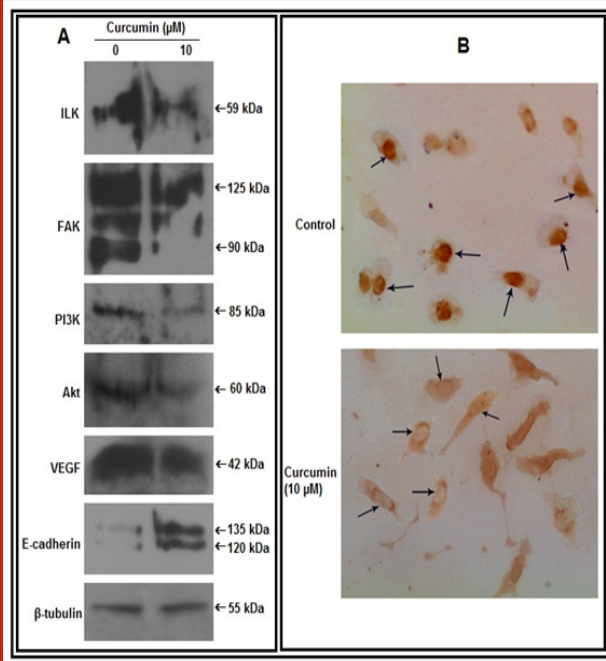 A
Curcumin (µM)
0 10
ILK
←59 kDa
FAK
←125 kDa
←90 kDa
PI3K
←85 kDa
Akt
←60 kDa
VEGF
←42 kDa
E-cadherin
←135 kDa
←120 kDa
β-tubulin
←55 kDa
B
Control
Curcumin
(10 µM)